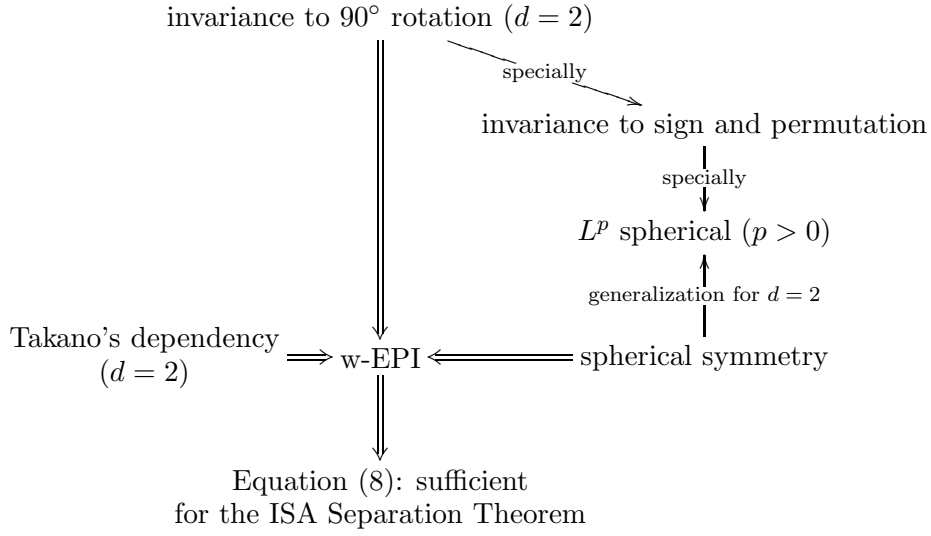 invariance to 90° rotation (d = 2)
specially
invariance to sign and permutation
specially
Lᵖ spherical (p > 0)
generalization for d = 2
Takano's dependency
(d = 2)
w-EPI
spherical symmetry
Equation (8): sufficient
for the ISA Separation Theorem